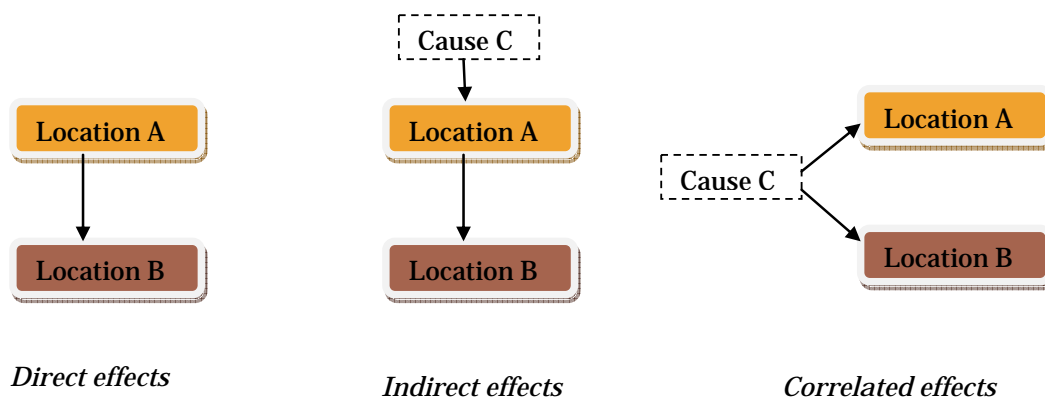 Location A
Location B
Direct effects
Cause C
Location A
Location B
Indirect effects
Cause C
Location A
Location B
Correlated effects